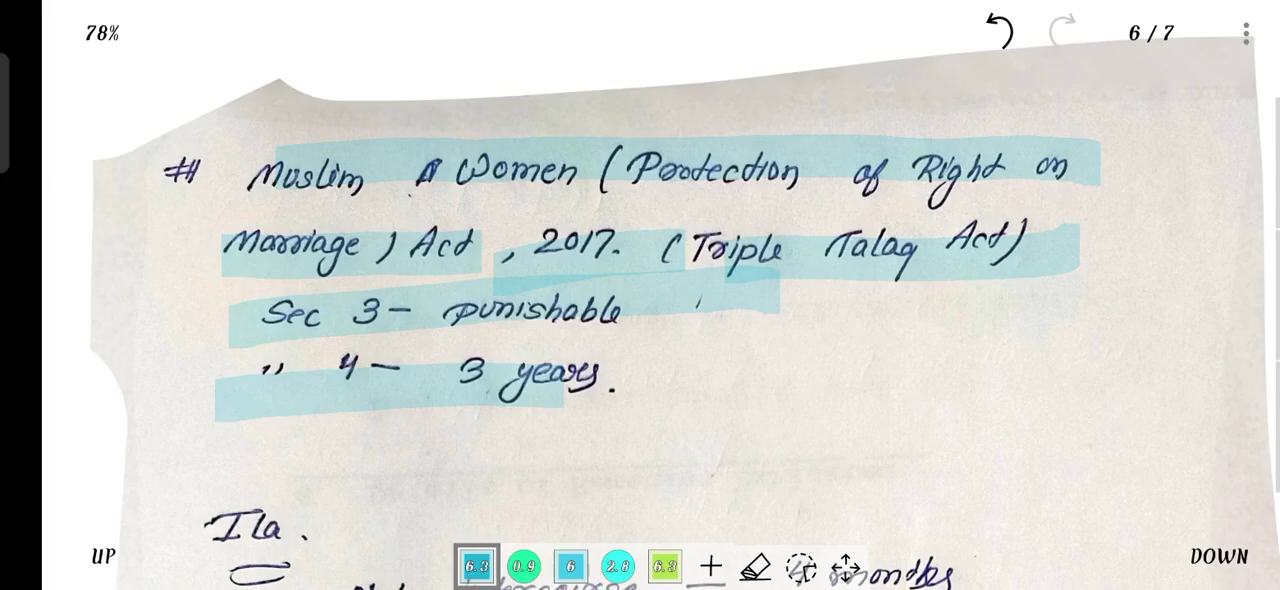 78%
6 / 7
# Muslim Women (Protection of Right on
Marriage) Act, 2017. (Triple Talaq Act)
Sec 3 - punishable
" 4 - 3 years.
Ila.
UP
6.3 0.9 6 2.8 6.3
DOWN
months